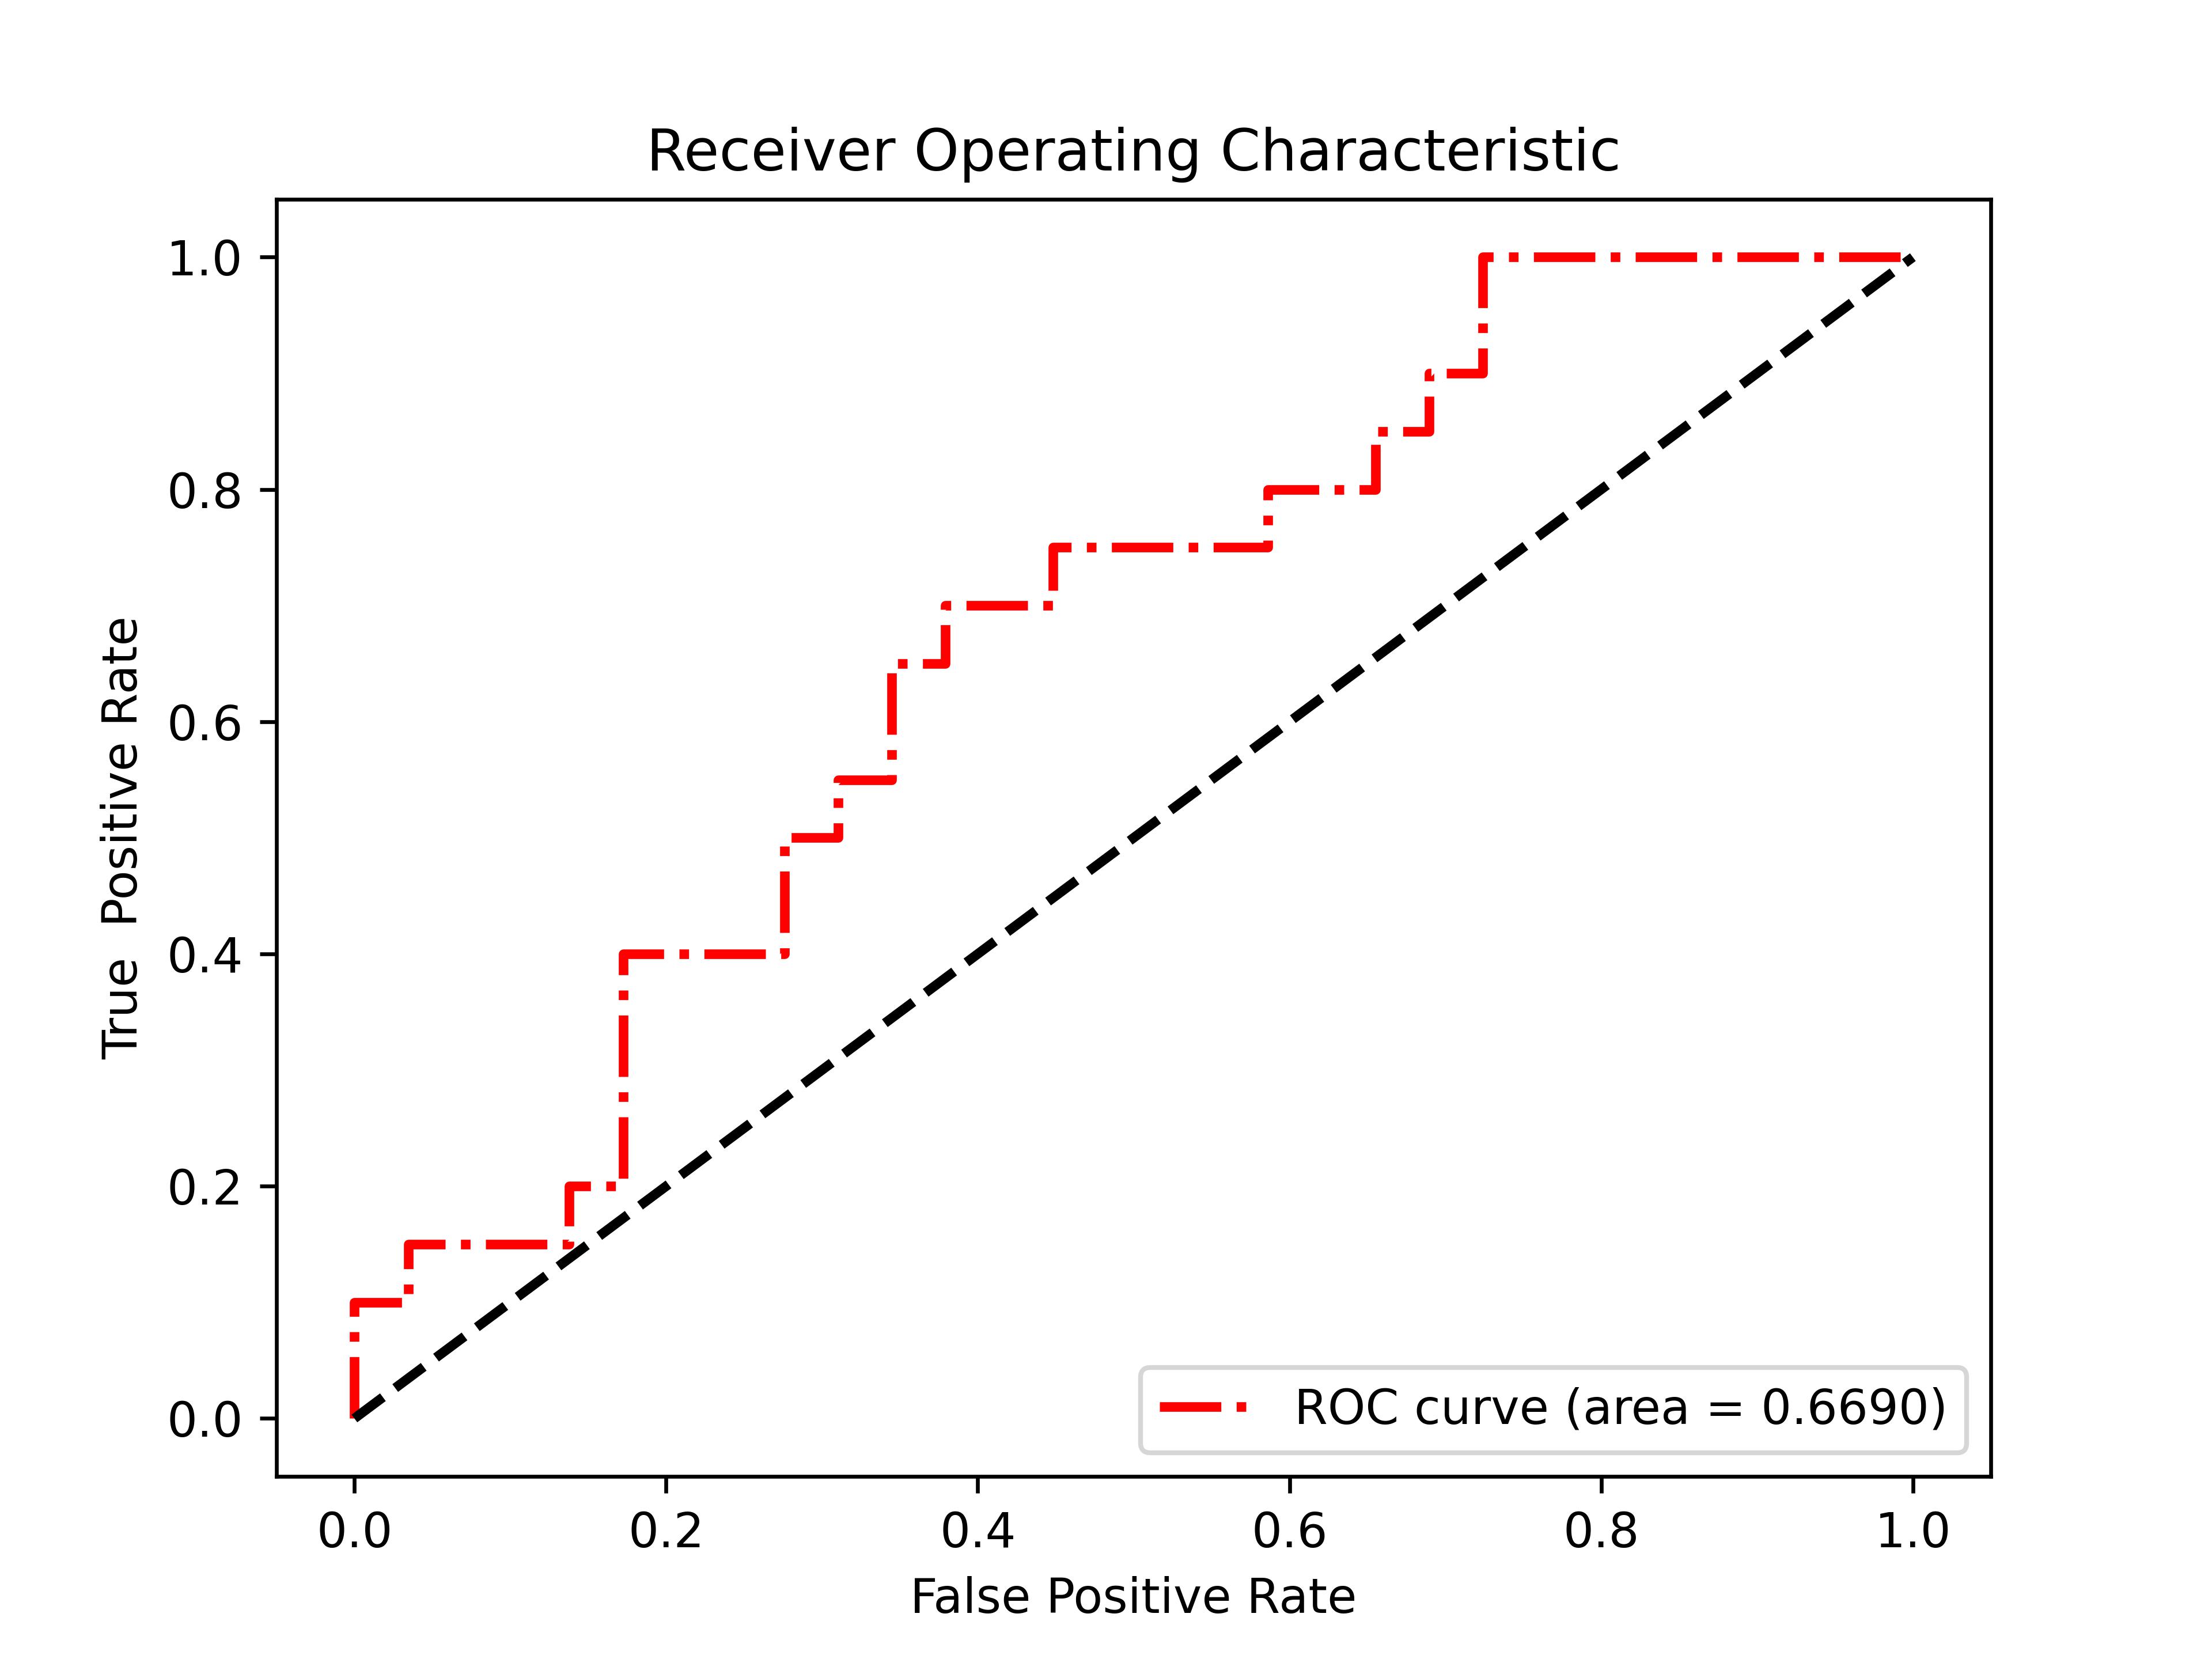 Receiver Operating Characteristic
1.0
0.8
0.6
0.4
0.2
0.0
True  Positive Rate
ROC curve (area = 0.6690)
0.0 0.2 0.4 0.6 0.8 1.0
False Positive Rate